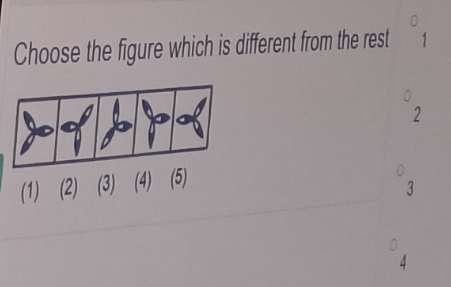 Choose the figure which is different from the rest
(1) (2) (3) (4) (5)
1
2
3
4